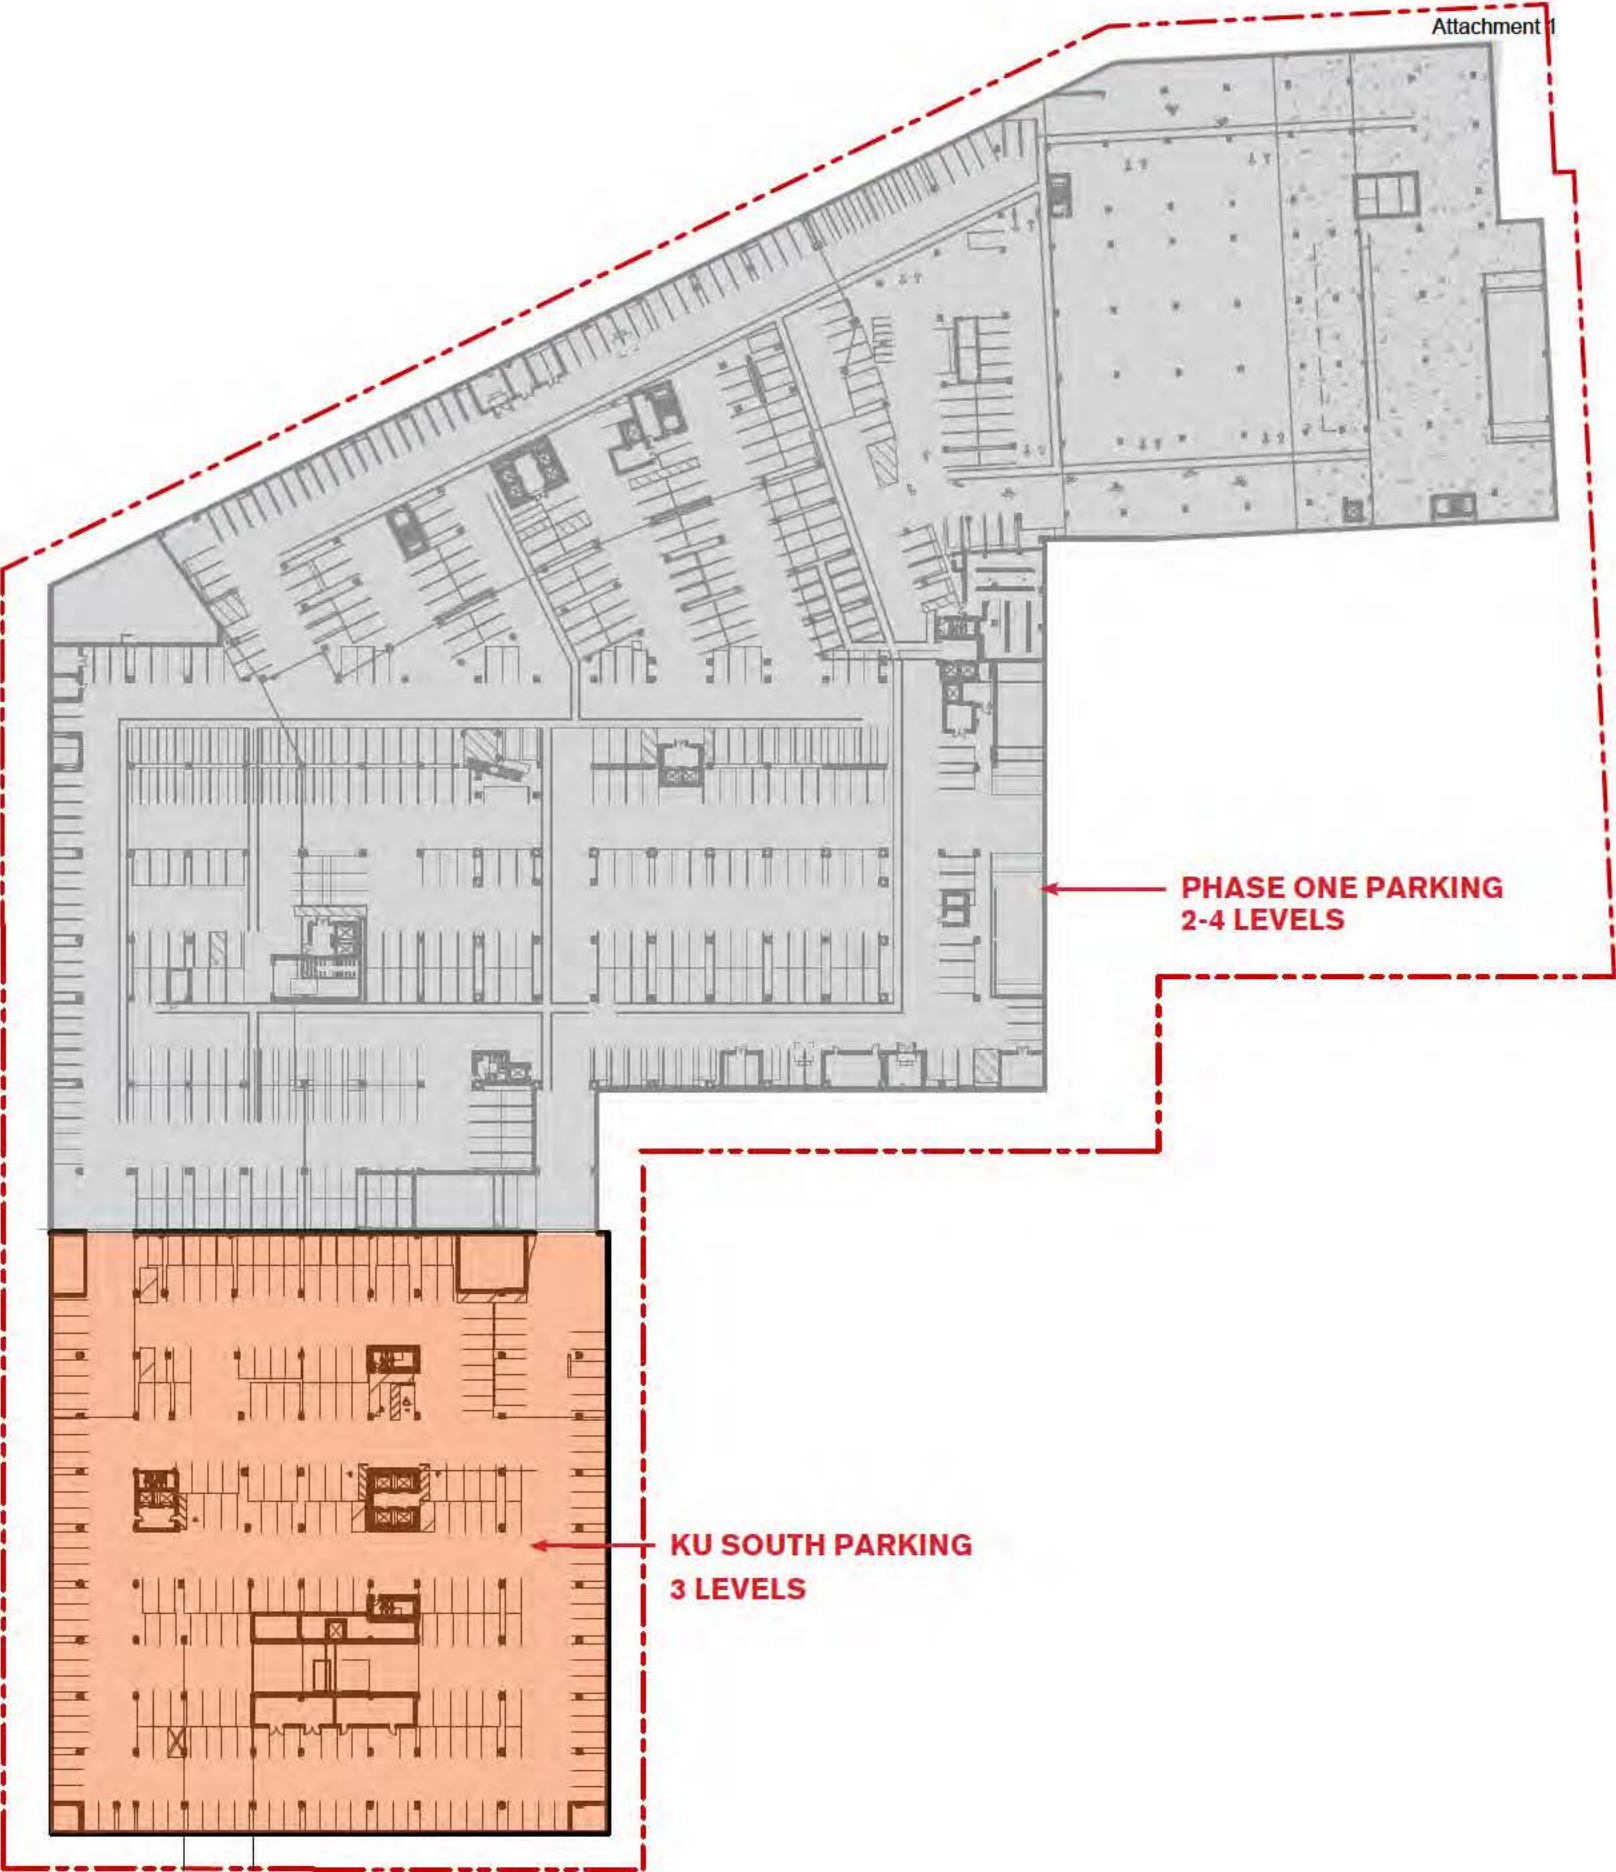 Attachment 1
PHASE ONE PARKING
2-4 LEVELS
KU SOUTH PARKING
3 LEVELS